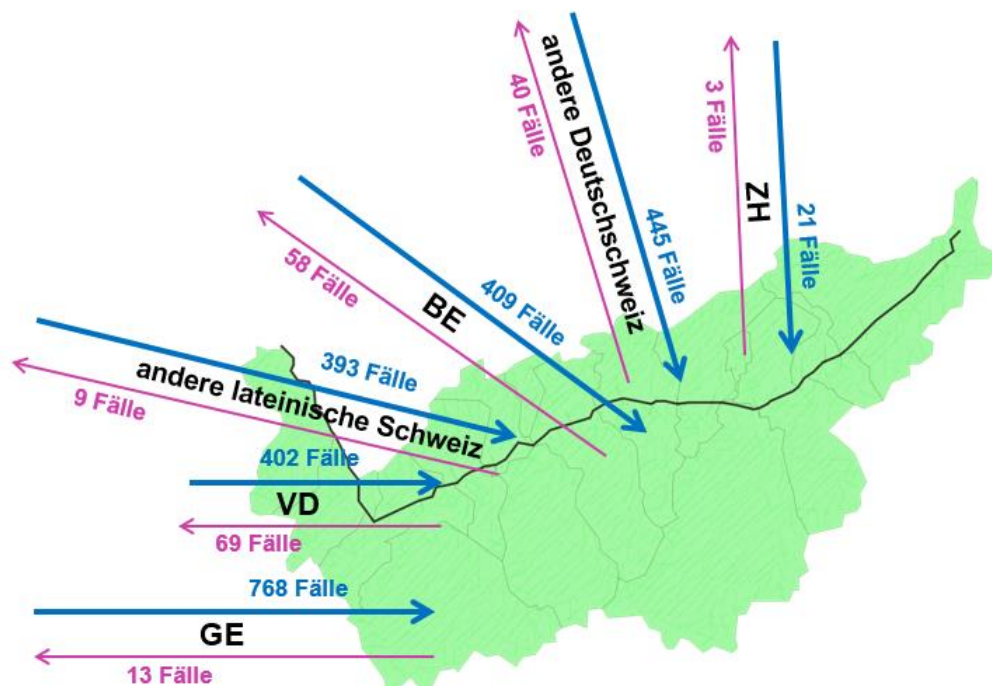 40 Fälle
andere Deutschschweiz
445 Fälle
3 Fälle
ZH
21 Fälle
58 Fälle
BE
409 Fälle
393 Fälle
andere lateinische Schweiz
9 Fälle
402 Fälle
VD
69 Fälle
768 Fälle
GE
13 Fälle